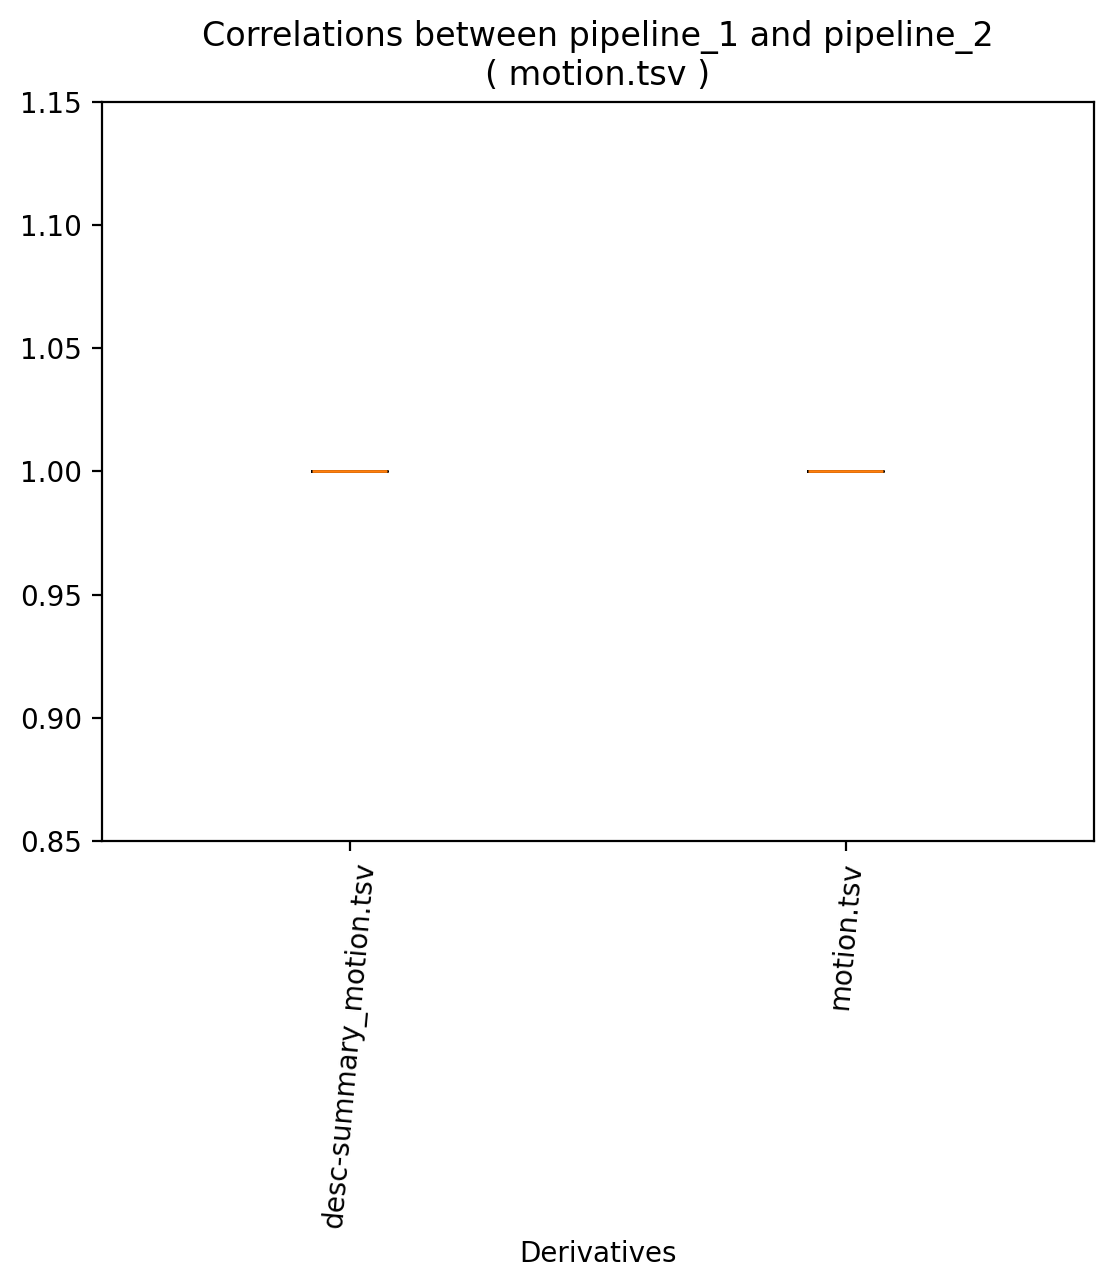 Correlations between pipeline_1 and pipeline_2
( motion.tsv )
1.15
1.10
1.05
1.00
0.95
0.90
0.85
desc-summary_motion.tsv
motion.tsv
Derivatives